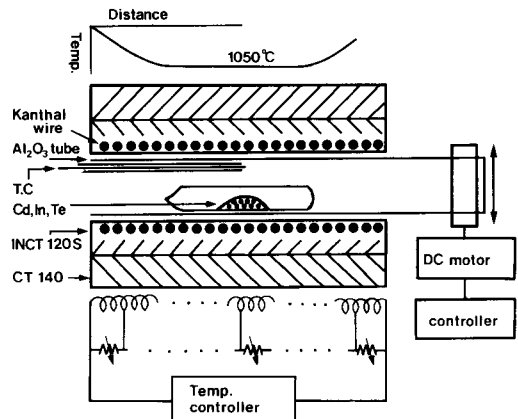 Distance
Temp.
1050°C
Kanthal
wire
Al₂O₃ tube
T.C
Cd,In,Te
INCT 120S
CT 140
DC motor
controller
Temp.
controller